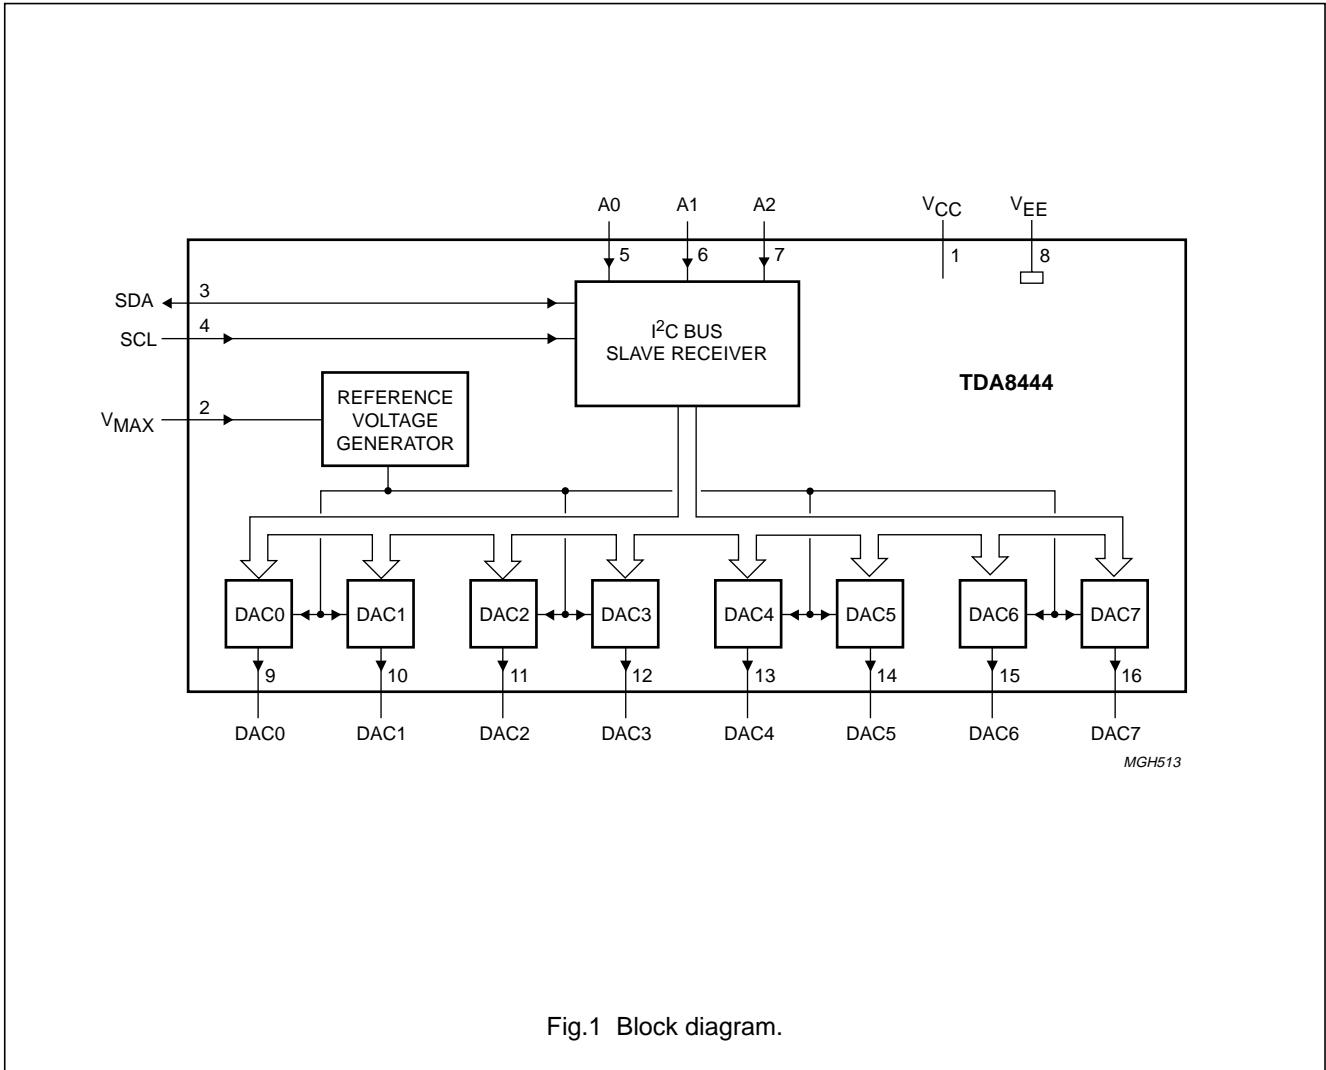 A0 A1 A2 VCC VEE
5 6 7 1 8
SDA 3
SCL 4
I2C BUS
SLAVE RECEIVER
TDA8444
VMAX 2
REFERENCE
VOLTAGE
GENERATOR
DAC0 DAC1 DAC2 DAC3 DAC4 DAC5 DAC6 DAC7
9 10 11 12 13 14 15 16
DAC0 DAC1 DAC2 DAC3 DAC4 DAC5 DAC6 DAC7
MGH513
Fig.1 Block diagram.